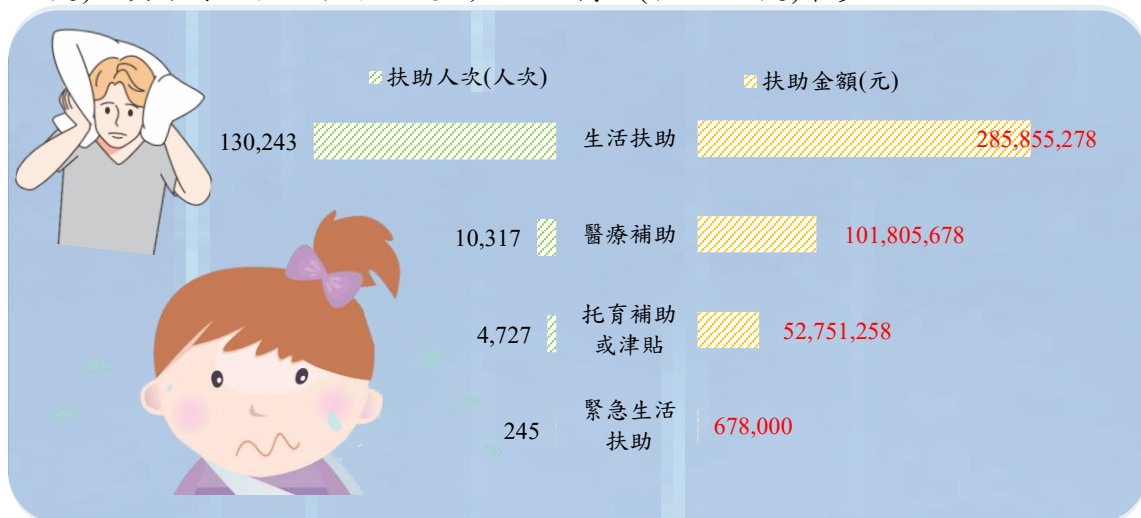 扶助人次(人次)
扶助金額(元)
130,243
生活扶助
285,855,278
10,317
醫療補助
101,805,678
4,727
托育補助
或津貼
52,751,258
245
緊急生活
扶助
678,000